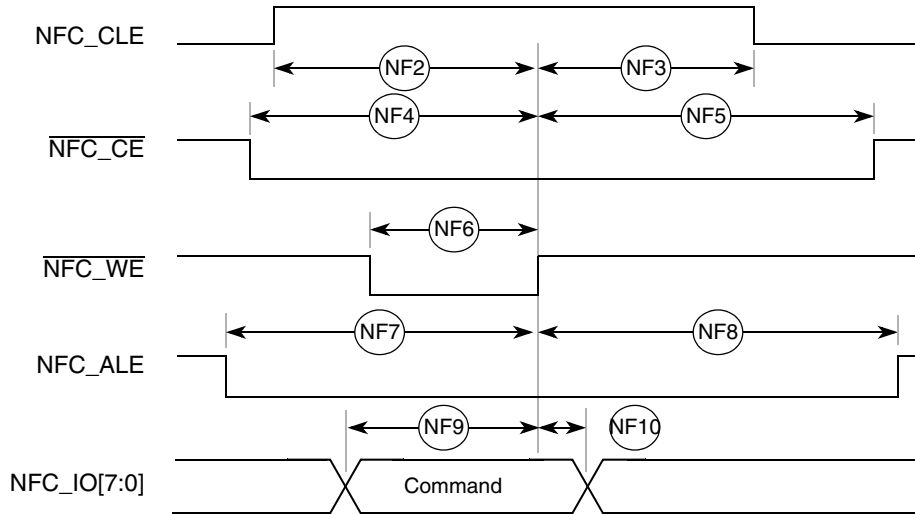 NFC_CLE
NF2
NF3
NF4
NF5
NFC_CE
NF6
NFC_WE
NF7
NF8
NFC_ALE
NF9
NF10
NFC_IO[7:0]
Command